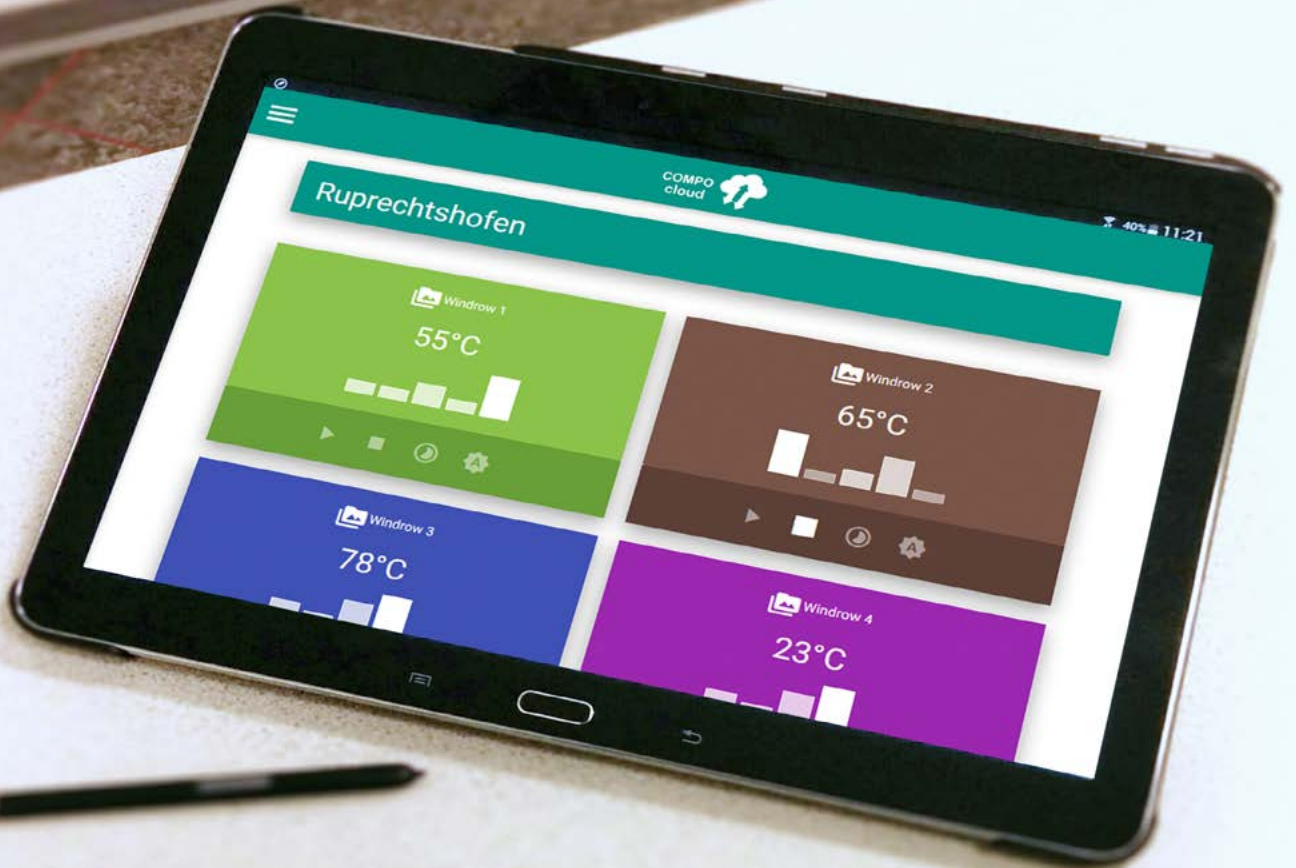 COMPO
cloud
40% 11:21
Ruprechtshofen
Windrow 1
55°C
Windrow 2
65°C
A
A
Windrow 3
78°C
Windrow 4
23°C